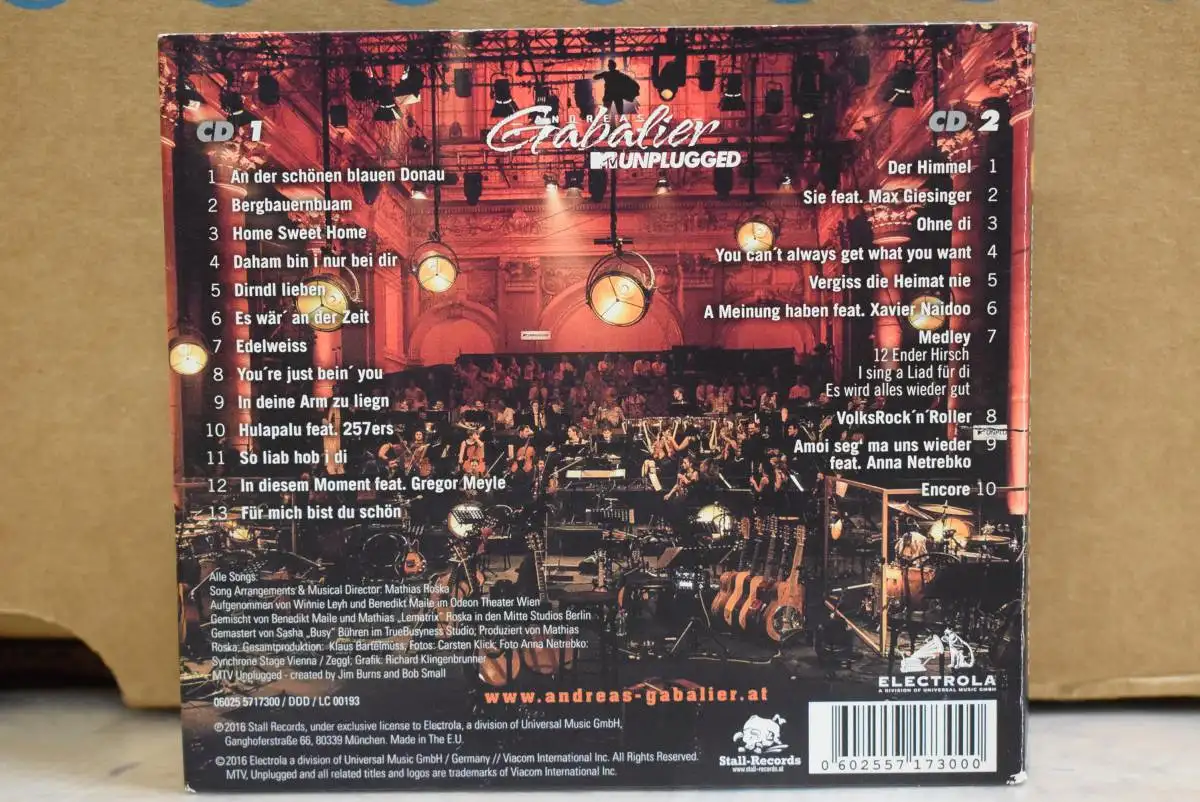 ANDREAS
Gabalier
MTV UNPLUGGED
CD 1
1 An der schönen blauen Donau
2 Bergbauernbuam
3 Home Sweet Home
4 Daham bin i nur bei dir
5 Dirndl lieben
6 Es wär´ an der Zeit
7 Edelweiss
8 You´re just bein´ you
9 In deine Arm zu liegn
10 Hulapalu feat. 257ers
11 So liab hob i di
12 In diesem Moment feat. Gregor Meyle
13 Für mich bist du schön
CD 2
Der Himmel 1
Sie feat. Max Giesinger 2
Ohne di 3
You can´t always get what you want 4
Vergiss die Heimat nie 5
A Meinung haben feat. Xavier Naidoo 6
Medley 7
12 Ender Hirsch
I sing a Liad für di
Es wird alles wieder gut
VolksRock´n´Roller 8
Amoi seg´ ma uns wieder 9
feat. Anna Netrebko
Encore 10
Alle Songs:
Song Arrangements & Musical Director: Mathias Roska
Aufgenommen von Winnie Leyh und Benedikt Maile im Odeon Theater Wien
Gemischt von Benedikt Maile und Mathias „Lematrix“ Roska in den Mitte Studios Berlin
Gemastert von Sasha „Busy“ Bühren im TrueBusyness Studio; Produziert von Mathias
Roska; Gesamtproduktion: Klaus Bartelmuss, Fotos: Carsten Klick; Foto Anna Netrebko:
Synchrone Stage Vienna / Zeggl; Grafik: Richard Klingenbrunner
MTV Unplugged - created by Jim Burns and Bob Small
06025 5717300 / DDD / LC 00193
www.andreas-gabalier.at
℗2016 Stall Records, under exclusive license to Electrola, a division of Universal Music GmbH,
Ganghoferstraße 66, 80339 München. Made in The E.U.
©2016 Electrola a division of Universal Music GmbH / Germany // Viacom International Inc. All Rights Reserved.
MTV, Unplugged and all related titles and logos are trademarks of Viacom International Inc.
Stall-Records
www.stall-records.at
ELECTROLA
A DIVISION OF UNIVERSAL MUSIC GMBH
0 602557 173000